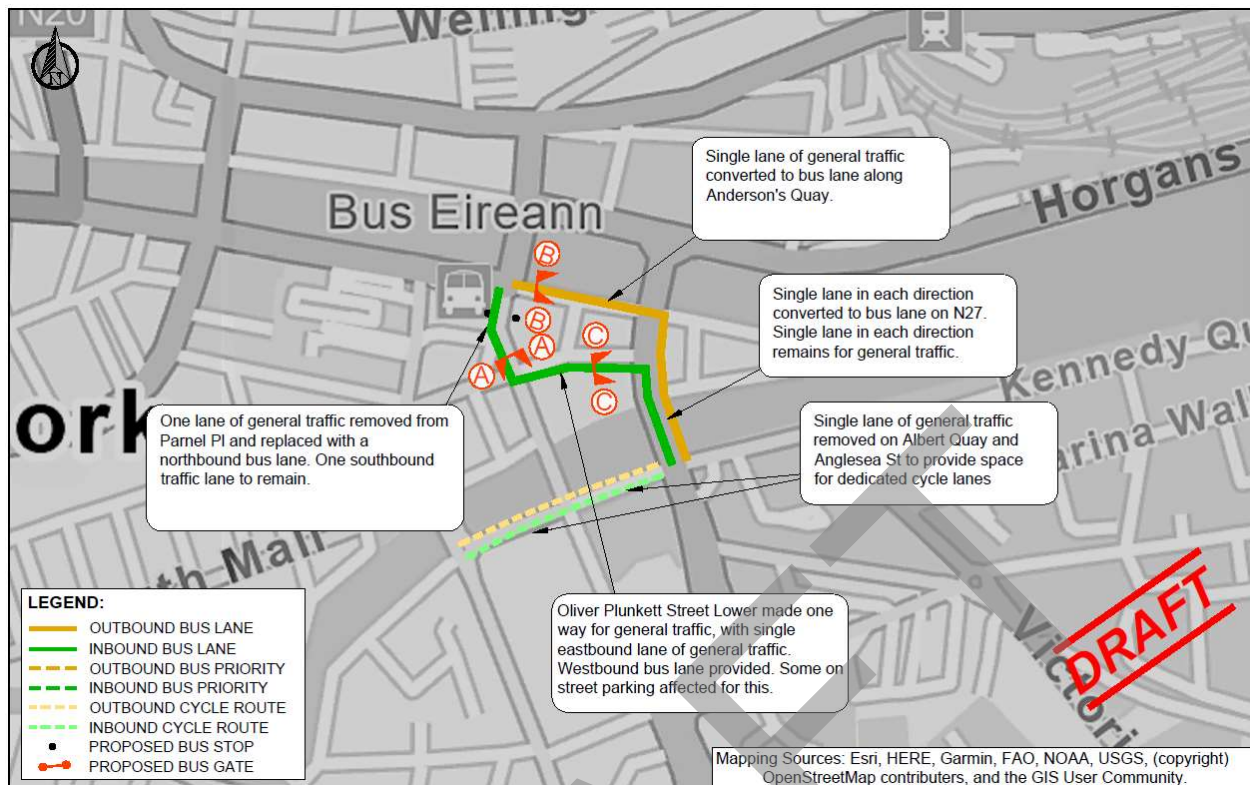 N20
Wellin
N
Single lane of general traffic
converted to bus lane along
Anderson's Quay.
Horgans
Bus Eireann
B
B
A
A
C
C
Single lane in each direction
converted to bus lane on N27.
Single lane in each direction
remains for general traffic.
Kennedy Qu
arina Wal
ork
One lane of general traffic removed from
Parnel Pl and replaced with a
northbound bus lane. One southbound
traffic lane to remain.
Single lane of general traffic
removed on Albert Quay and
Anglesea St to provide space
for dedicated cycle lanes
th Mall
Oliver Plunkett Street Lower made one
way for general traffic, with single
eastbound lane of general traffic.
Westbound bus lane provided. Some on
street parking affected for this.
Victori
DRAFT
LEGEND:
OUTBOUND BUS LANE
INBOUND BUS LANE
OUTBOUND BUS PRIORITY
INBOUND BUS PRIORITY
OUTBOUND CYCLE ROUTE
INBOUND CYCLE ROUTE
PROPOSED BUS STOP
PROPOSED BUS GATE
Mapping Sources: Esri, HERE, Garmin, FAO, NOAA, USGS, (copyright)
OpenStreetMap contributers, and the GIS User Community.